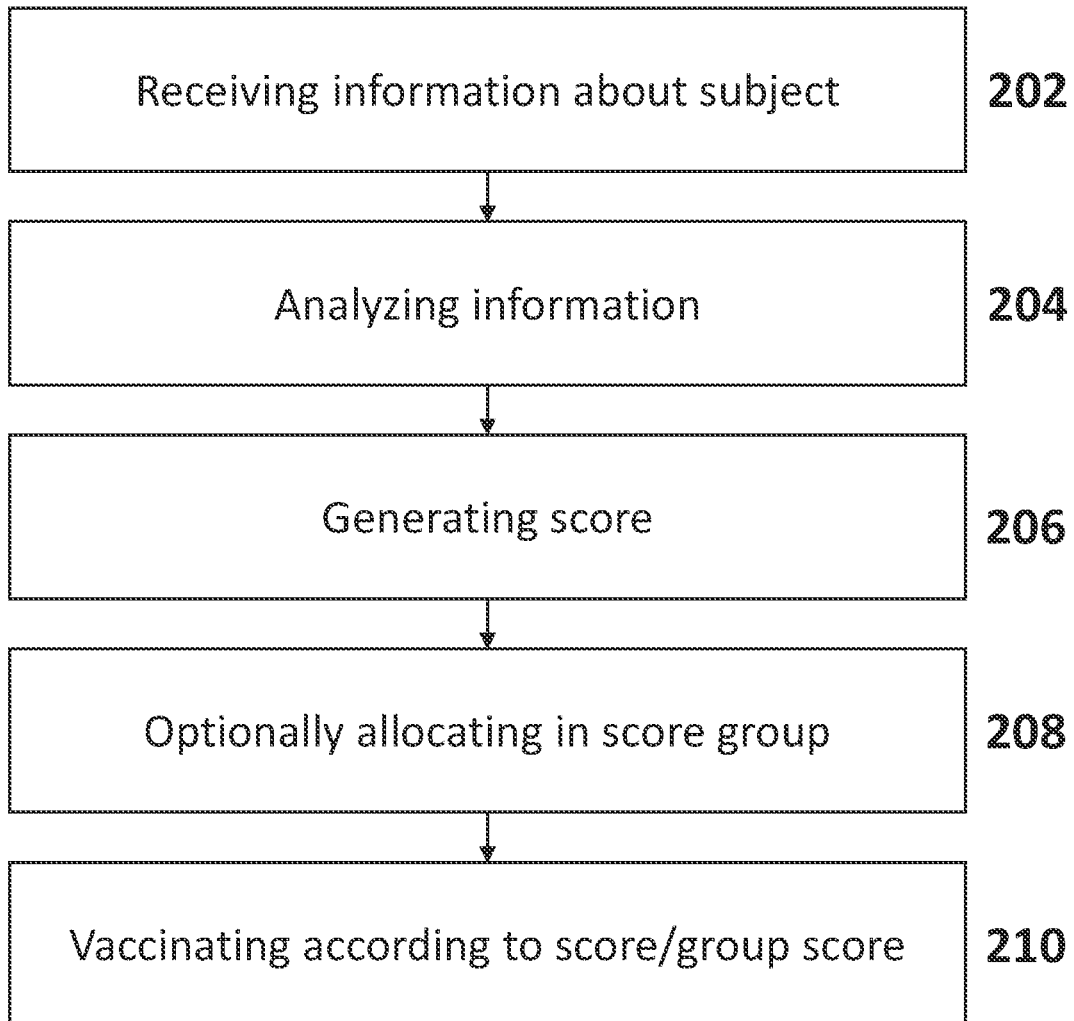 Receiving information about subject 202
Analyzing information 204
Generating score 206
Optionally allocating in score group 208
Vaccinating according to score/group score 210